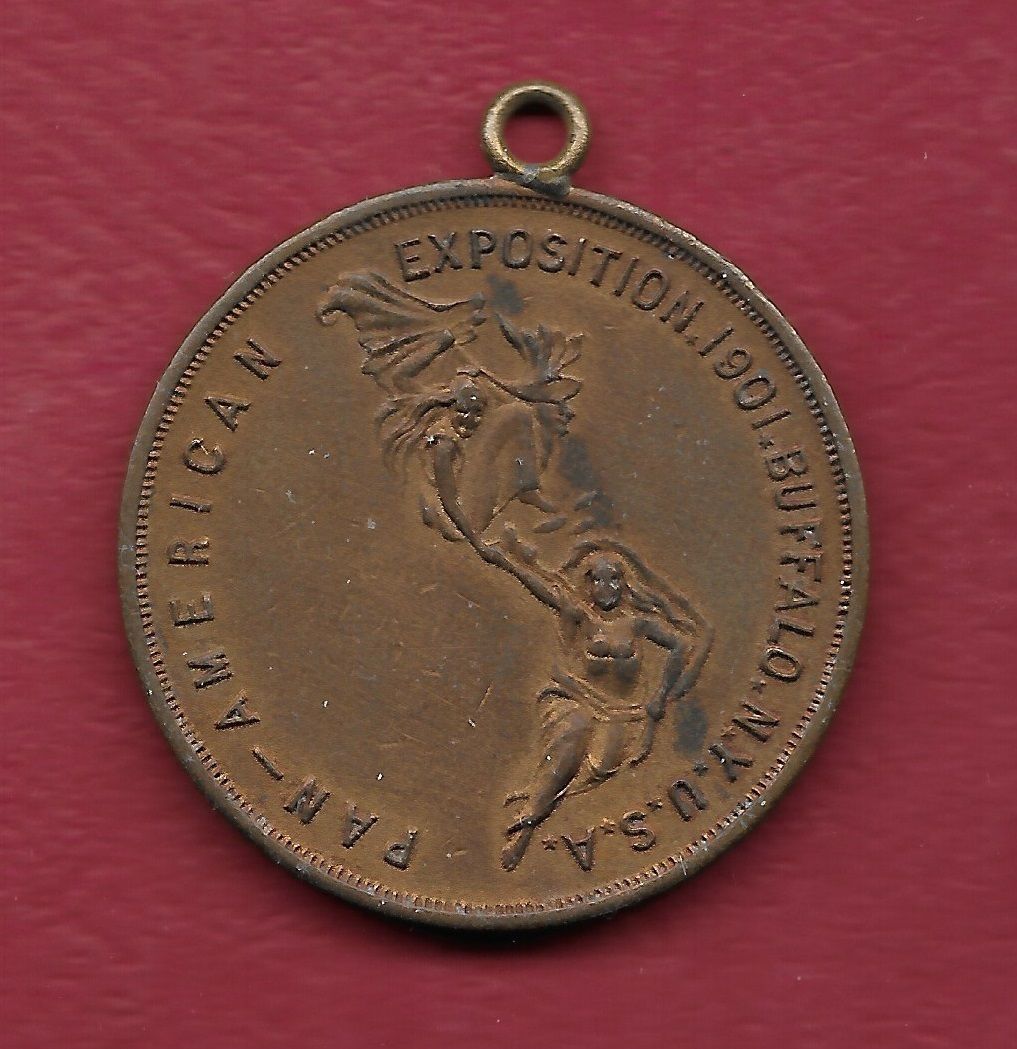 PAN-AMERICAN EXPOSITION. 1901. BUFFALO. N.Y. U.S.A.